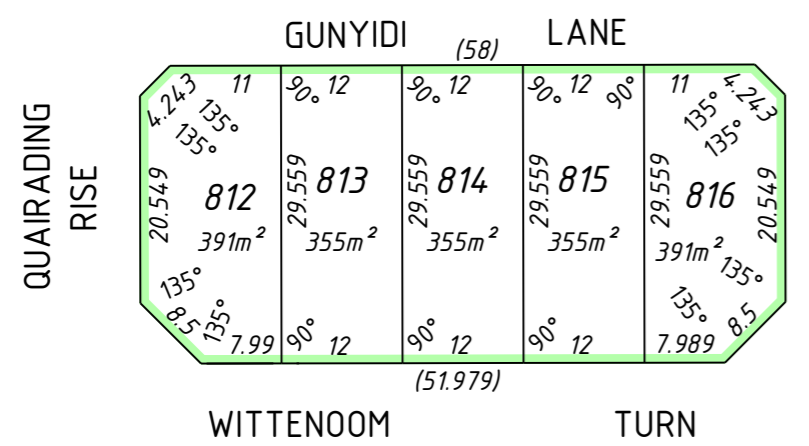 GUNYIDI (58) LANE
QUAIRADING
RISE
4.243 11 90° 12 90° 12 90° 12 90° 11 4.243
135° 135°
135° 135°
20.549 812 29.559 813 29.559 814 29.559 815 29.559 816 20.549
391m² 355m² 355m² 355m² 391m²
135° 135°
8.5 135° 7.99 90° 12 90° 12 90° 12 7.989 135° 8.5
(51.979)
WITTENOOM TURN